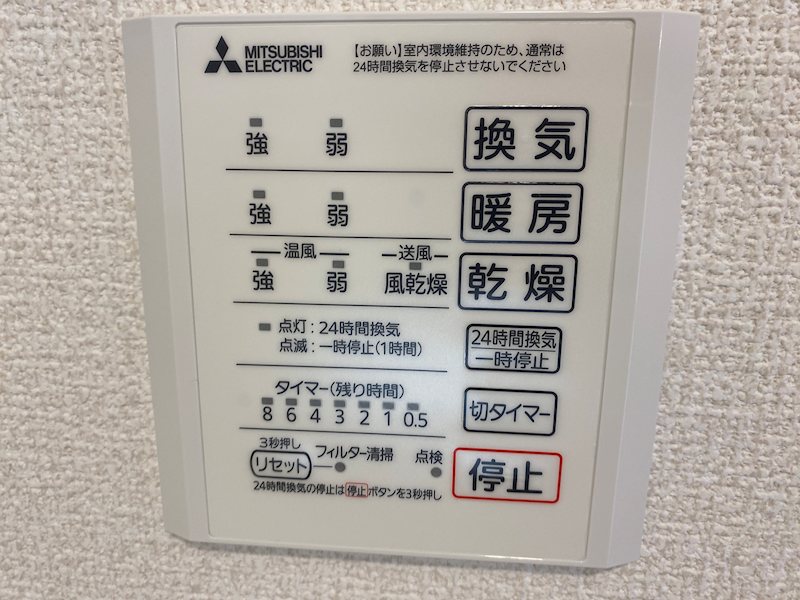 MITSUBISHI
ELECTRIC
【お願い】室内環境維持のため、通常は
24時間換気を停止させないでください
強 弱 換気
強 弱 暖房
温風 送風
強 弱 風乾燥 乾燥
点灯：24時間換気
点滅：一時停止(1時間)
24時間換気
一時停止
タイマー(残り時間)
8 6 4 3 2 1 0.5
切タイマー
3秒押し
リセット フィルター清掃 点検
停止
24時間換気の停止は停止ボタンを3秒押し